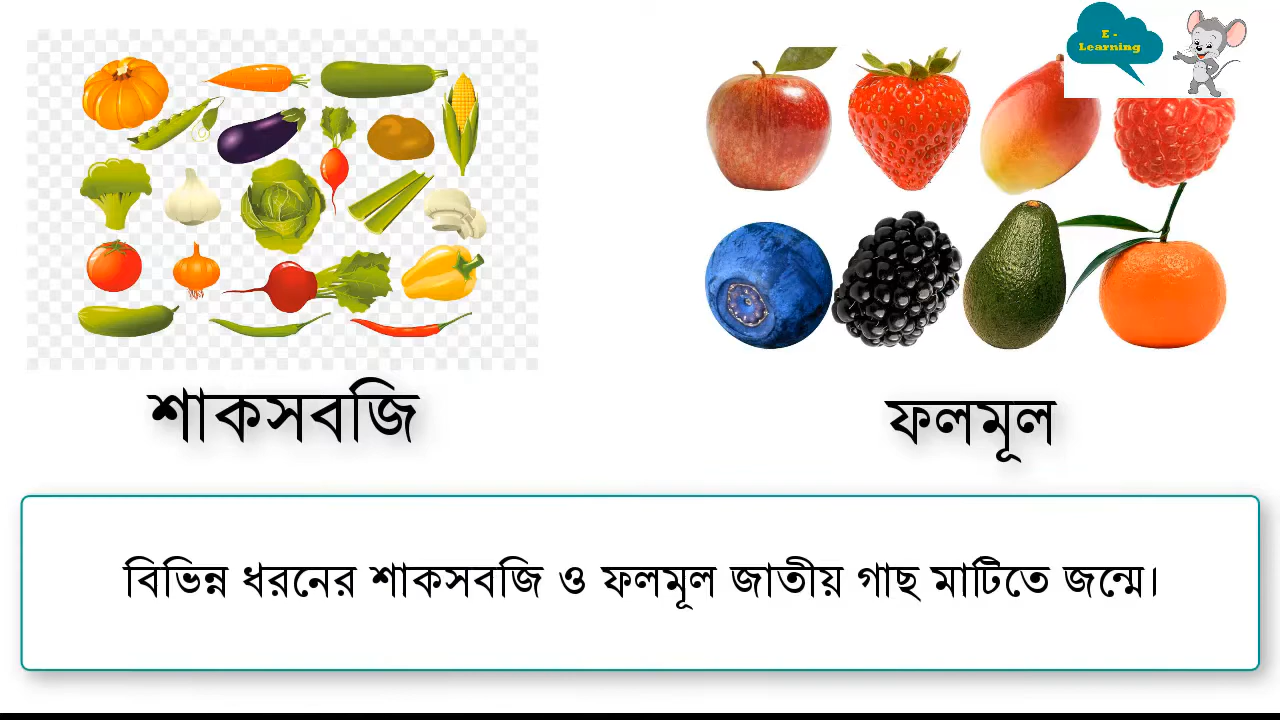 E -
Learning
শাকসবজি
ফলমূল
বিভিন্ন ধরনের শাকসবজি ও ফলমূল জাতীয় গাছ মাটিতে জন্মে।